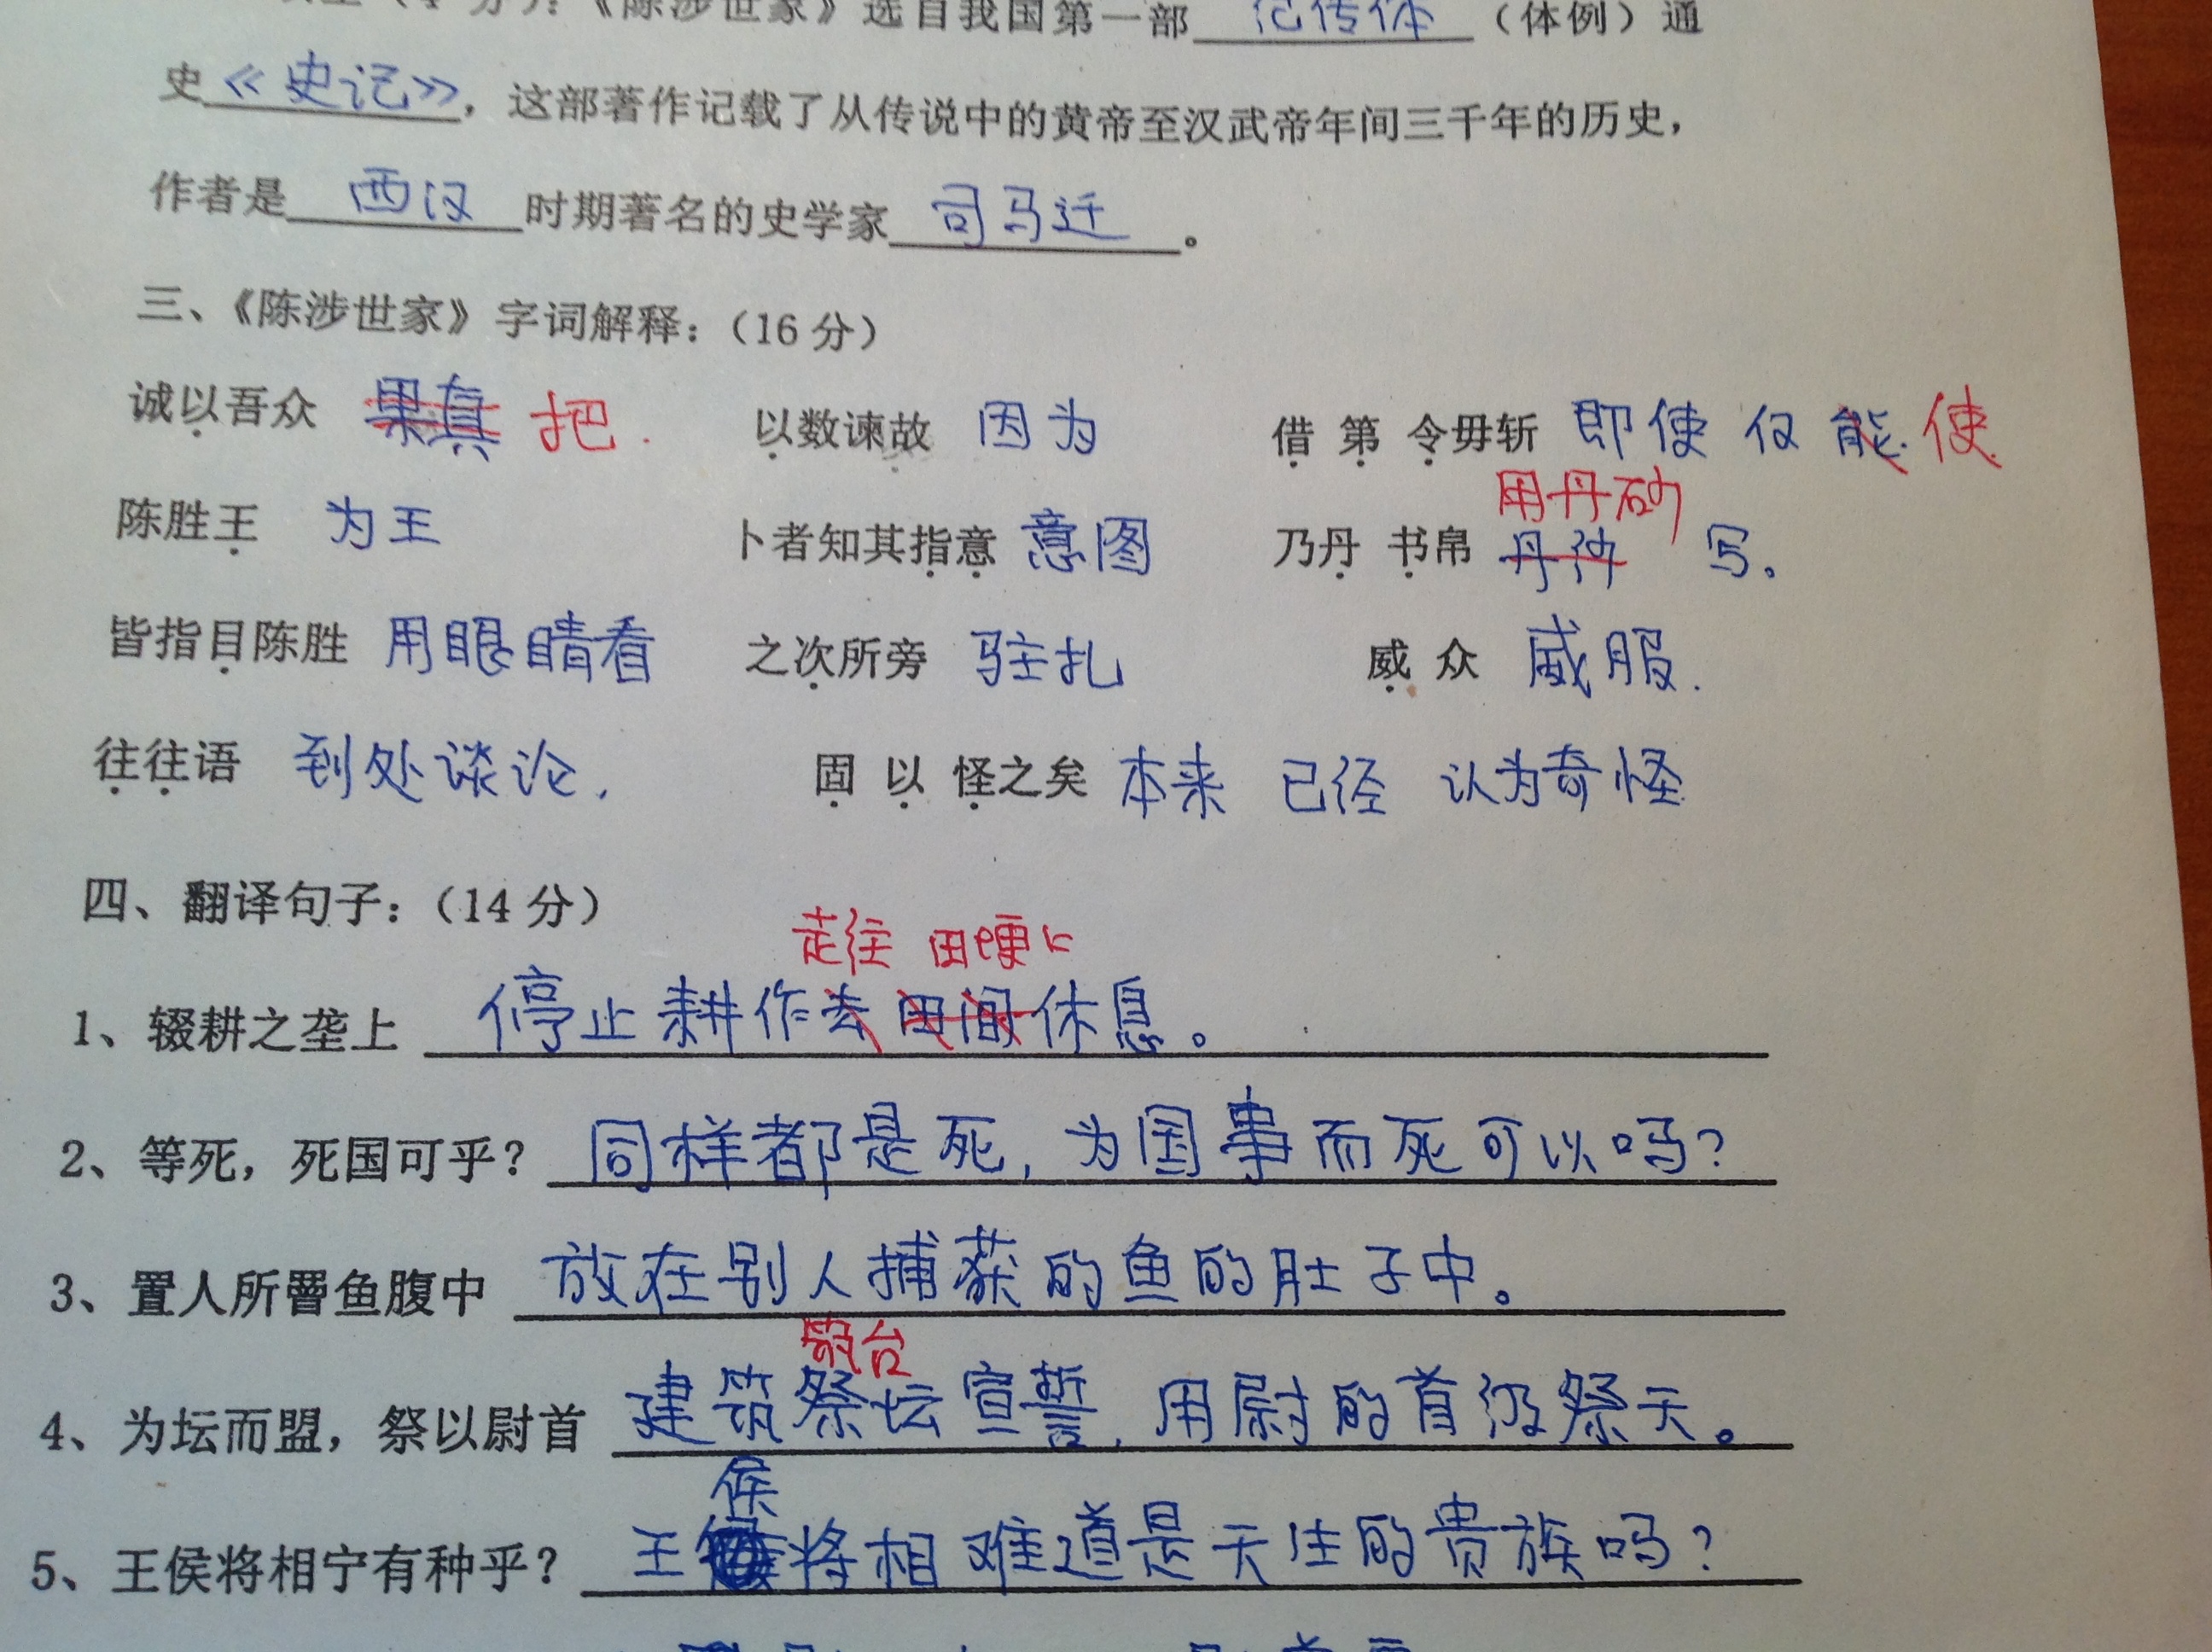 《陈涉世家》选自我国第一部 记传体 （体例）通
史《史记》，这部著作记载了从传说中的黄帝至汉武帝年间三千年的历史，
作者是 西汉 时期著名的史学家 司马迁 。
三、《陈涉世家》字词解释：（16 分）
诚以吾众 果真 把. 以数谏故 因为 借 第 令毋斩 即使 仅 能. 使
用丹砂
陈胜王 为王 卜者知其指意 意图 乃丹 书帛 丹砂 写。
皆指目陈胜 用眼睛看 之次所旁 驻扎 威 众 威服.
往往语 到处谈论. 固 以 怪之矣 本来 已经 认为奇怪
四、翻译句子：（14 分）
走往 田埂上
1、辍耕之垄上 停止耕作去田间休息。
2、等死，死国可乎？ 同样都是死，为国事而死可以吗？
3、置人所罾鱼腹中 放在别人捕获的鱼的肚子中。
台
4、为坛而盟，祭以尉首 建筑祭坛宣誓，用尉的首级祭天。
侯
5、王侯将相宁有种乎？ 王将相难道是天生的贵族吗？